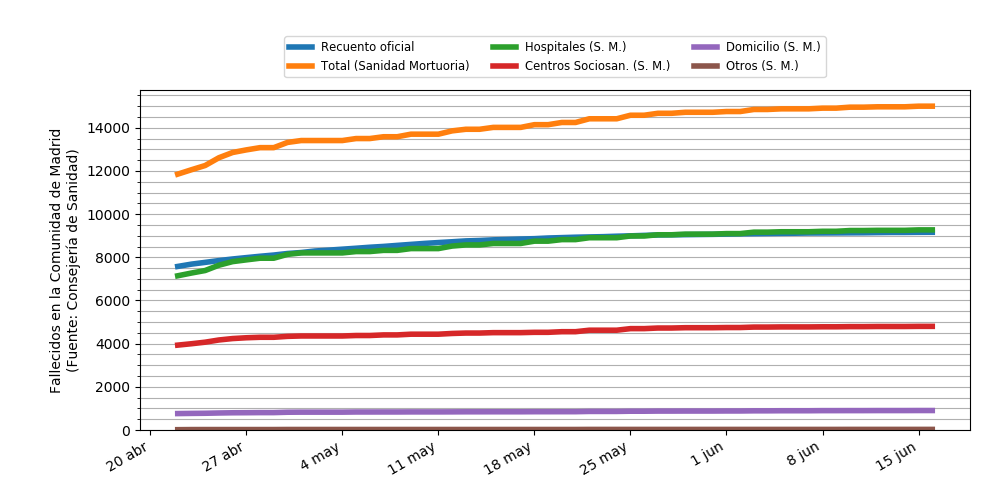 Recuento oficial
Total (Sanidad Mortuoria)
Hospitales (S. M.)
Centros Sociosan. (S. M.)
Domicilio (S. M.)
Otros (S. M.)
Fallecidos en la Comunidad de Madrid
(Fuente: Consejería de Sanidad)
14000
12000
10000
8000
6000
4000
2000
0
20 abr
27 abr
4 may
11 may
18 may
25 may
1 jun
8 jun
15 jun